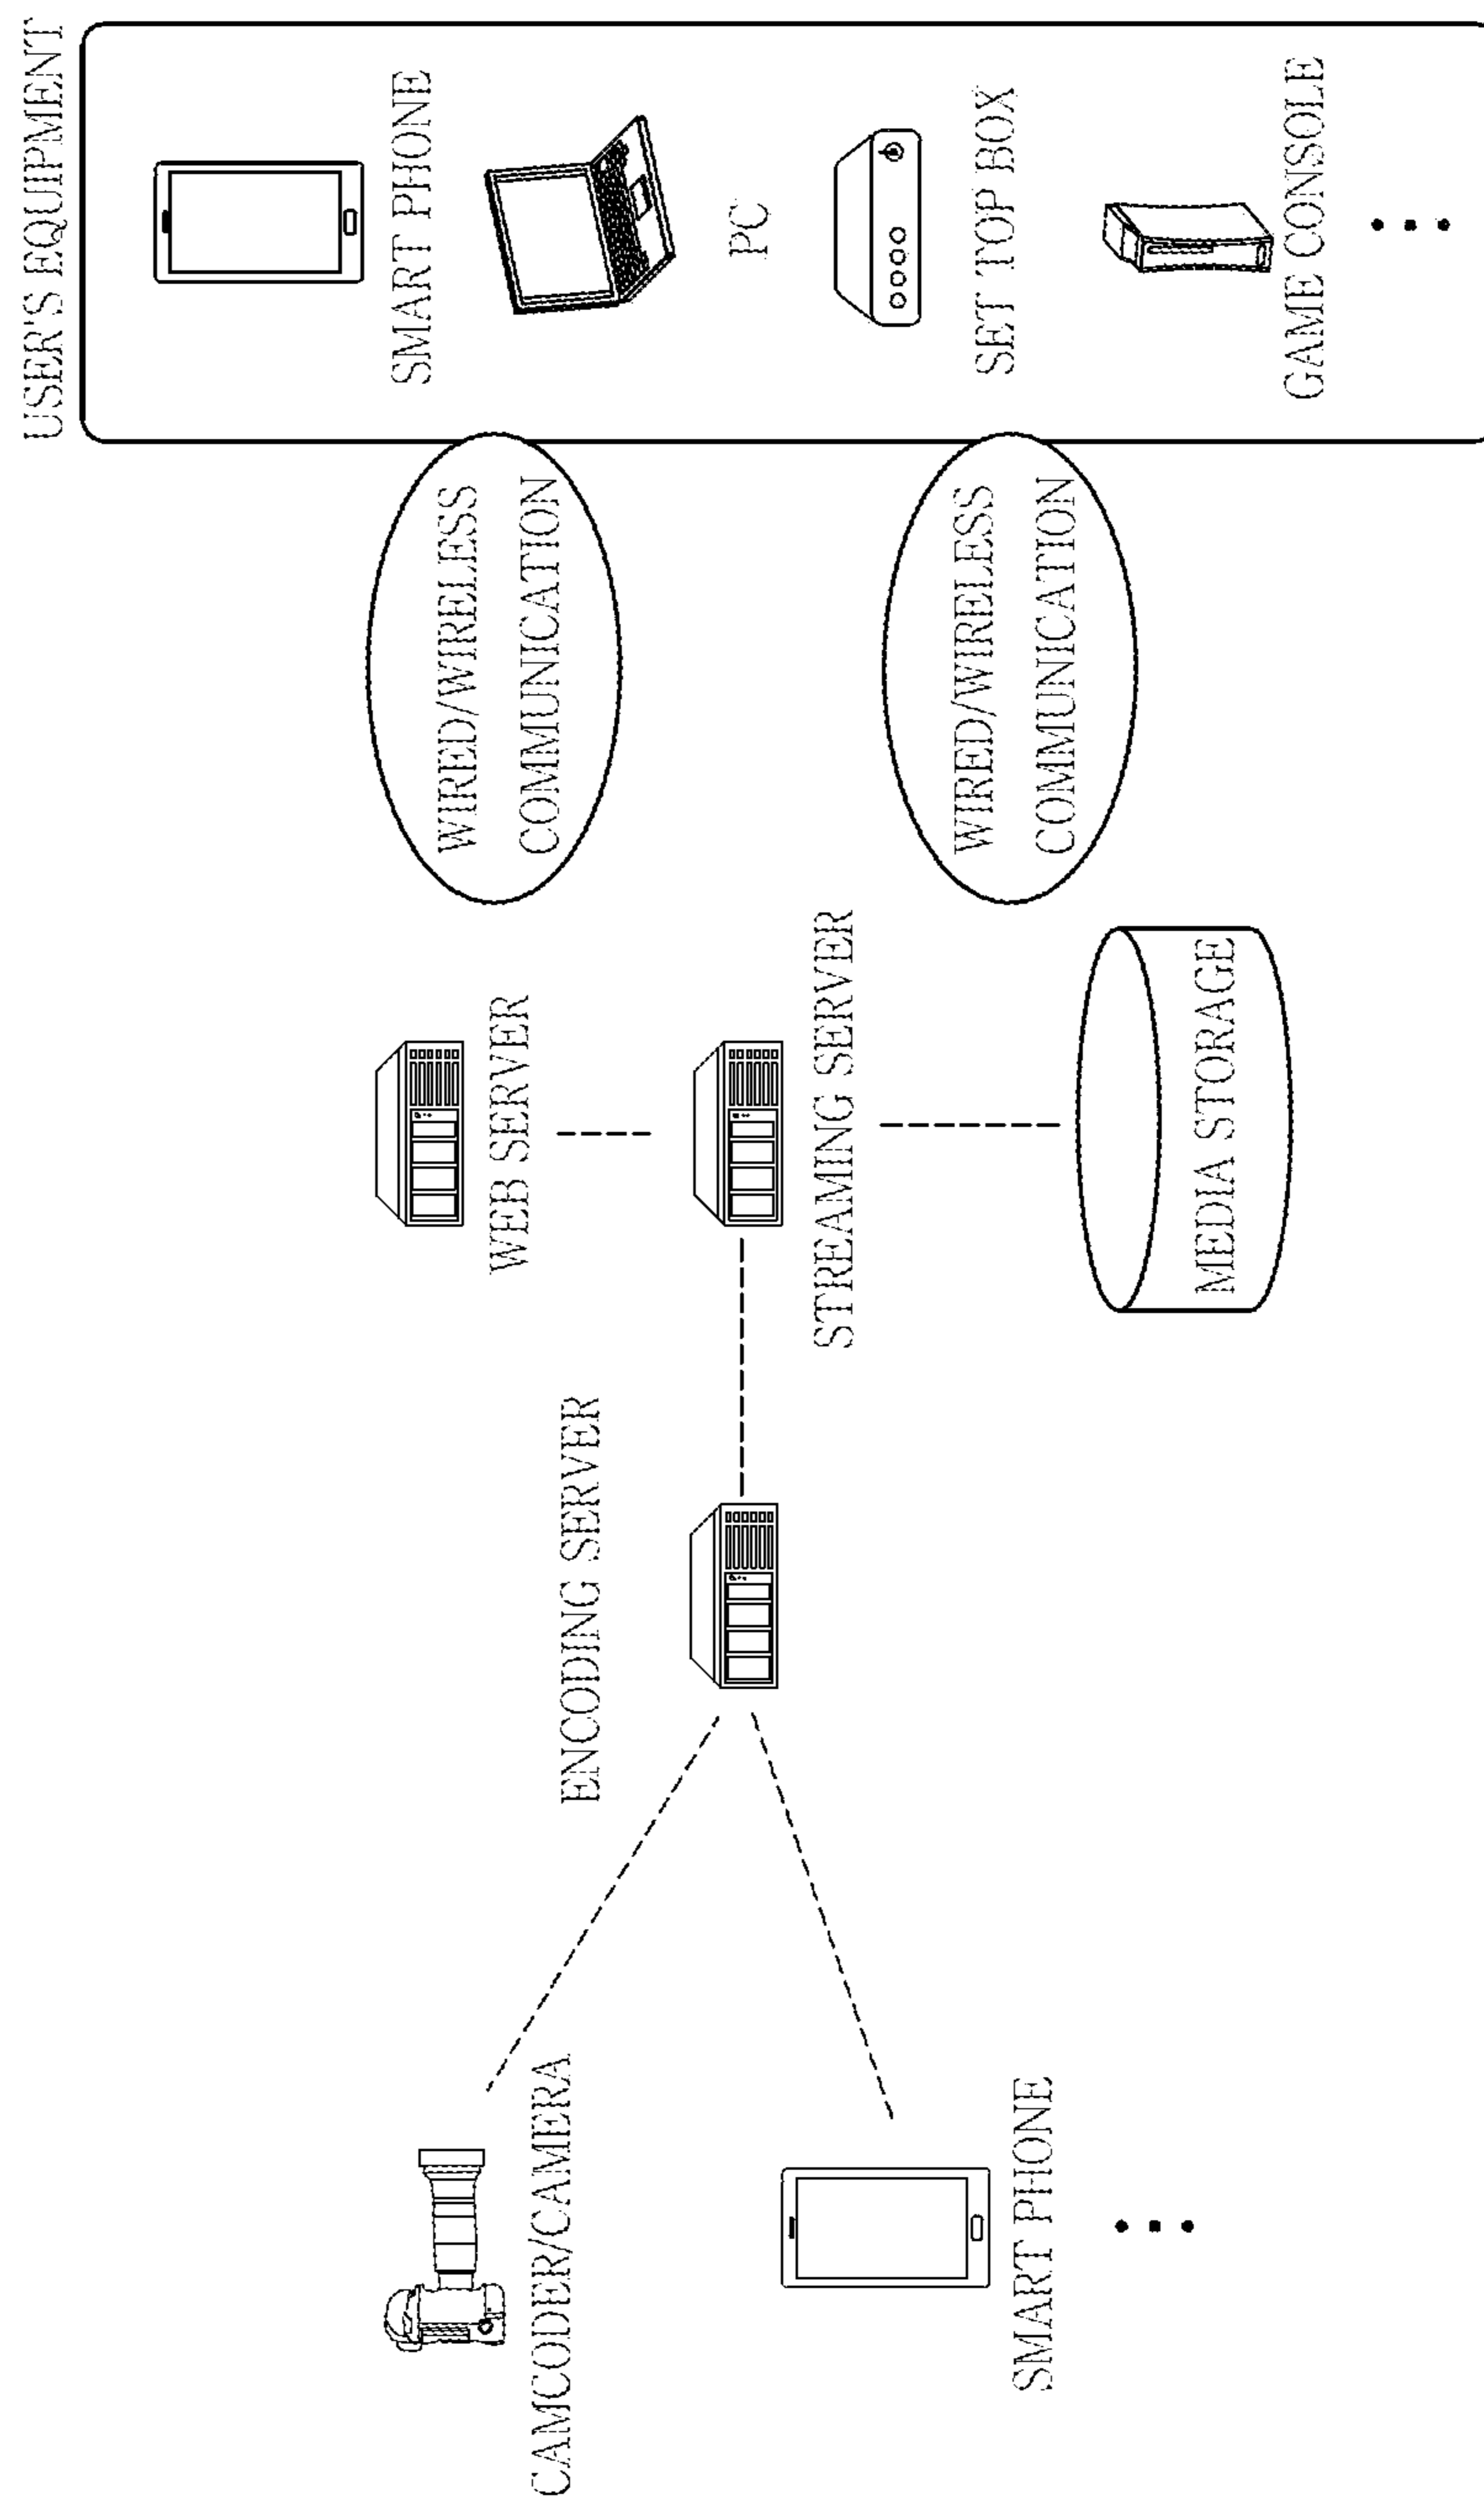 CAMCODER/CAMERA
SMART PHONE
ENCODING SERVER
WEB SERVER
STREAMING SERVER
MEDIA STORAGE
WIRED/WIRELESS
COMMUNICATION
WIRED/WIRELESS
COMMUNICATION
USER'S EQUIPMENT
SMART PHONE
PC
SET TOP BOX
GAME CONSOLE